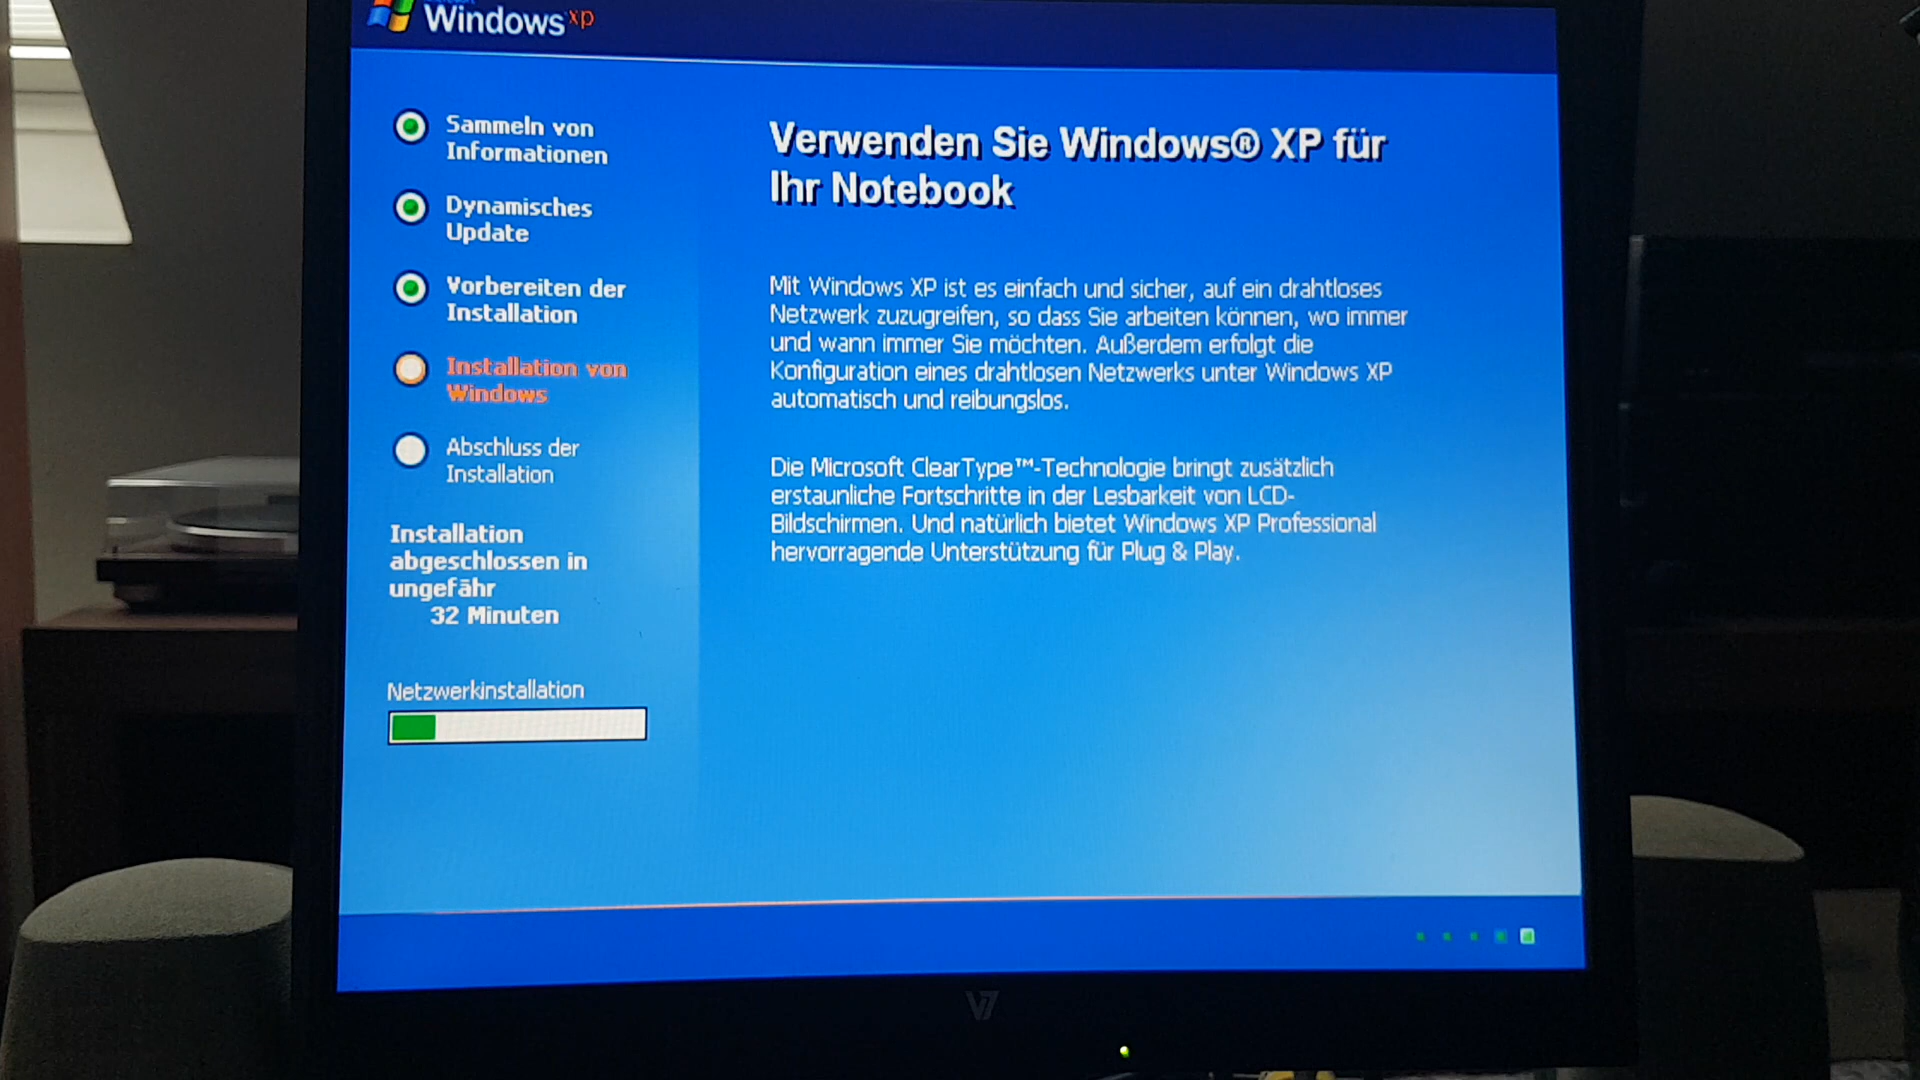 Windows xp
Sammeln von
Informationen
Dynamisches
Update
Vorbereiten der
Installation
Installation von
Windows
Abschluss der
Installation
Installation
abgeschlossen in
ungefähr
32 Minuten
Netzwerkinstallation
Verwenden Sie Windows® XP für
Ihr Notebook
Mit Windows XP ist es einfach und sicher, auf ein drahtloses
Netzwerk zuzugreifen, so dass Sie arbeiten können, wo immer
und wann immer Sie möchten. Außerdem erfolgt die
Konfiguration eines drahtlosen Netzwerks unter Windows XP
automatisch und reibungslos.
Die Microsoft ClearType™-Technologie bringt zusätzlich
erstaunliche Fortschritte in der Lesbarkeit von LCD-
Bildschirmen. Und natürlich bietet Windows XP Professional
hervorragende Unterstützung für Plug & Play.
V7